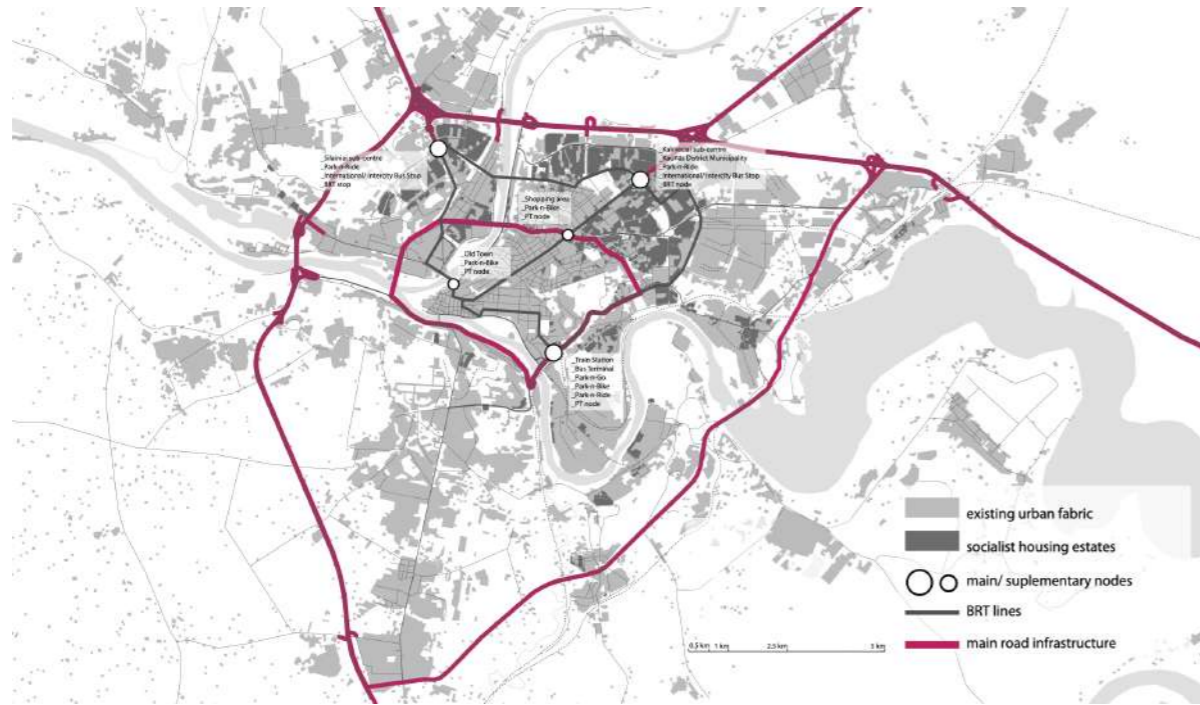 _Silainiai sub-centre
_Park-n-Ride
_International/ Intercity Bus Stop
_BRT stop
_Kalnieciai sub-centre
_Kaunas District Municipality
_Park-n-Ride
_International/ Intercity Bus Stop
_BRT node
_Shopping area
_Park-n-Bike
_PT node
_Old Town
_Park-n-Bike
_PT node
_Train Station
_Bus Terminal
_Park-n-Go
_Park-n-Bike
_Park-n-Ride
_PT node
existing urban fabric
socialist housing estates
main/ suplementary nodes
BRT lines
main road infrastructure
0,5 km 1 km 2,5 km 5 km